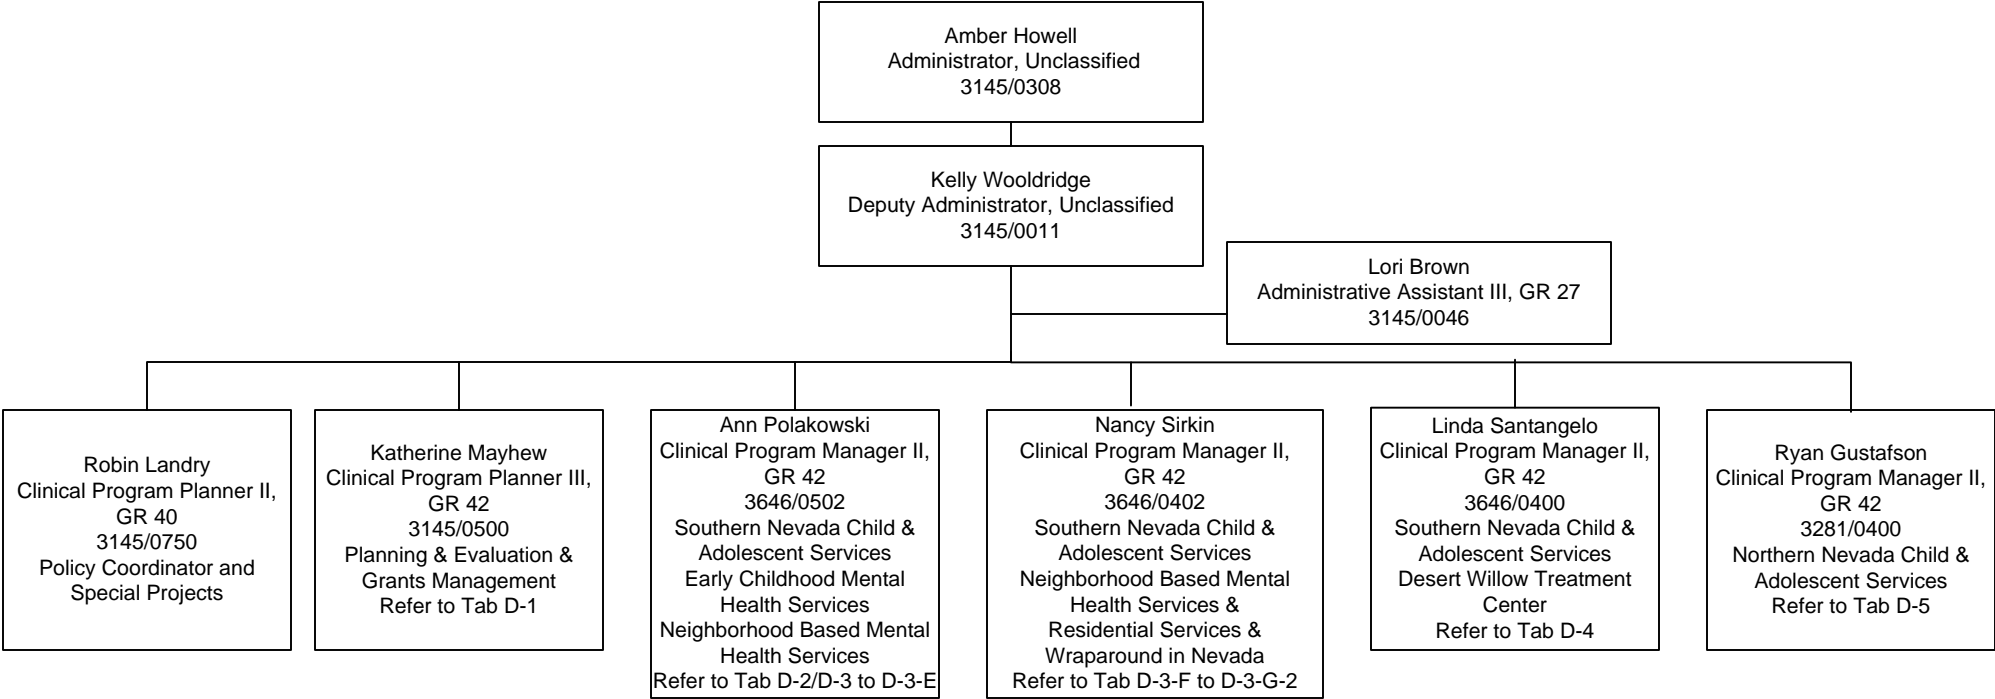 Amber Howell
Administrator, Unclassified
3145/0308
Kelly Wooldridge
Deputy Administrator, Unclassified
3145/0011
Lori Brown
Administrative Assistant III, GR 27
3145/0046
Robin Landry
Clinical Program Planner II,
GR 40
3145/0750
Policy Coordinator and
Special Projects
Katherine Mayhew
Clinical Program Planner III,
GR 42
3145/0500
Planning & Evaluation &
Grants Management
Refer to Tab D-1
Ann Polakowski
Clinical Program Manager II,
GR 42
3646/0502
Southern Nevada Child &
Adolescent Services
Early Childhood Mental
Health Services
Neighborhood Based Mental
Health Services
Refer to Tab D-2/D-3 to D-3-E
Nancy Sirkin
Clinical Program Manager II,
GR 42
3646/0402
Southern Nevada Child &
Adolescent Services
Neighborhood Based Mental
Health Services &
Residential Services &
Wraparound in Nevada
Refer to Tab D-3-F to D-3-G-2
Linda Santangelo
Clinical Program Manager II,
GR 42
3646/0400
Southern Nevada Child &
Adolescent Services
Desert Willow Treatment
Center
Refer to Tab D-4
Ryan Gustafson
Clinical Program Manager II,
GR 42
3281/0400
Northern Nevada Child &
Adolescent Services
Refer to Tab D-5